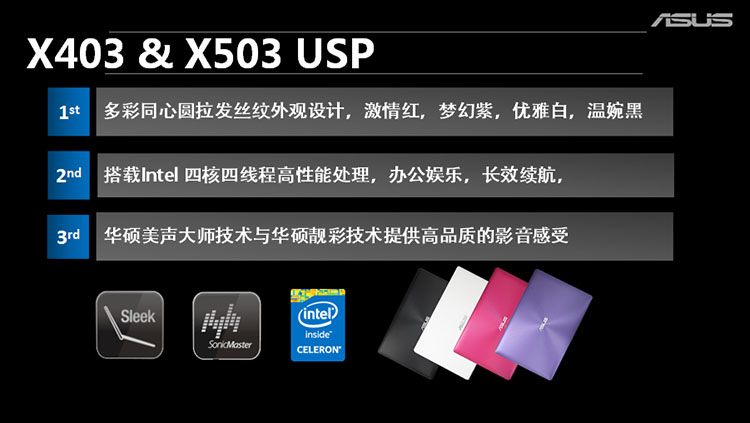 ASUS
X403 & X503 USP
1st 多彩同心圆拉发丝纹外观设计，激情红，梦幻紫，优雅白，温婉黑
2nd 搭载Intel 四核四线程高性能处理，办公娱乐，长效续航，
3rd 华硕美声大师技术与华硕靓彩技术提供高品质的影音感受
Sleek
SonicMaster
intel inside™
CELERON®
ASUS ASUS ASUS ASUS